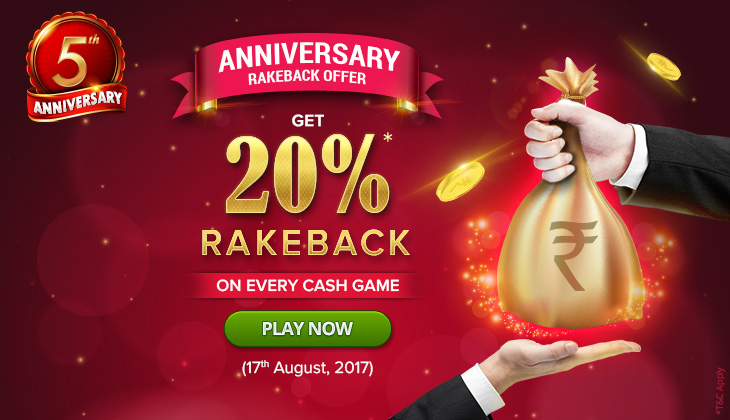 5th
ANNIVERSARY
ANNIVERSARY
RAKEBACK OFFER
GET
20%*
RAKEBACK
ON EVERY CASH GAME
PLAY NOW
(17th August, 2017)
₹
*T&C Apply